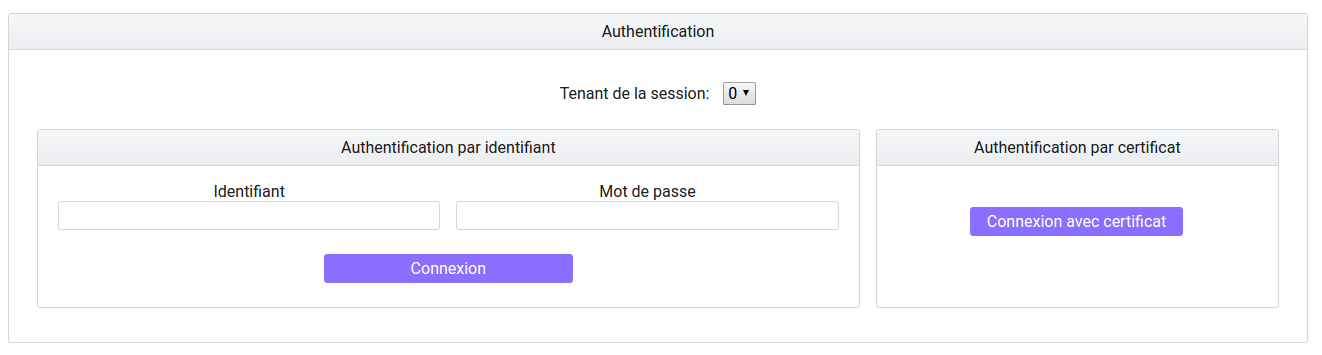 Authentification
Tenant de la session: 0
Authentification par identifiant
Identifiant
Mot de passe
Connexion
Authentification par certificat
Connexion avec certificat